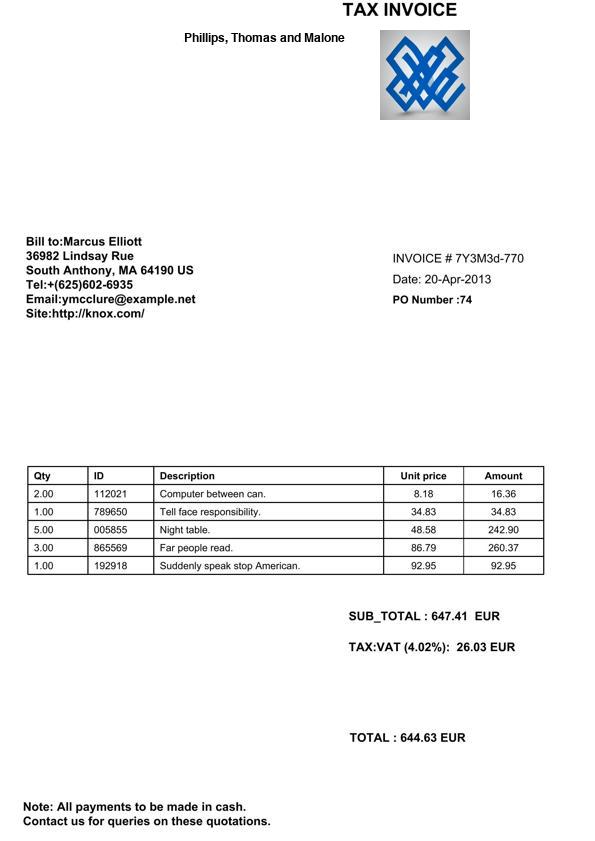 TAX INVOICE
Phillips, Thomas and Malone
Bill to:Marcus Elliott
36982 Lindsay Rue
South Anthony, MA 64190 US
Tel:+(625)602-6935
Email:ymcclure@example.net
Site:http://knox.com/
INVOICE # 7Y3M3d-770
Date: 20-Apr-2013
PO Number :74
Qty ID Description Unit price Amount
2.00 112021 Computer between can. 8.18 16.36
1.00 789650 Tell face responsibility. 34.83 34.83
5.00 005855 Night table. 48.58 242.90
3.00 865569 Far people read. 86.79 260.37
1.00 192918 Suddenly speak stop American. 92.95 92.95
SUB_TOTAL : 647.41 EUR
TAX:VAT (4.02%): 26.03 EUR
TOTAL : 644.63 EUR
Note: All payments to be made in cash.
Contact us for queries on these quotations.